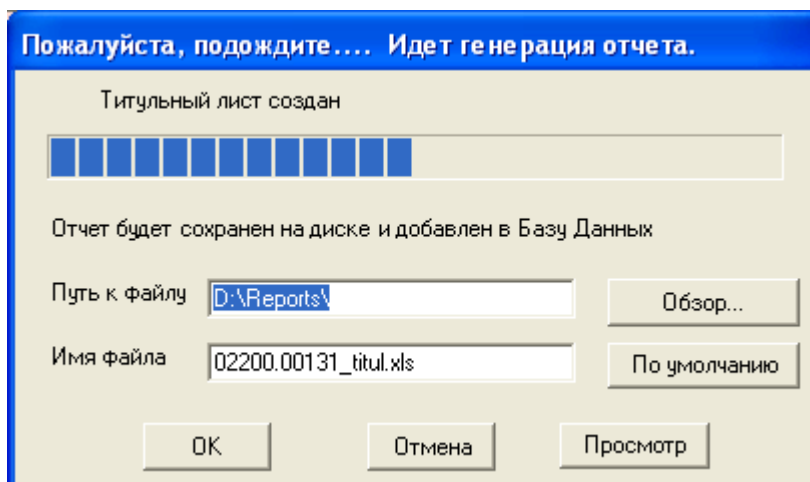 Пожалуйста, подождите.... Идет генерация отчета.
Титульный лист создан
Отчет будет сохранен на диске и добавлен в Базу Данных
Путь к файлу D:\Reports\ Обзор...
Имя файла 02200.00131_titul.xls По умолчанию
OK Отмена Просмотр